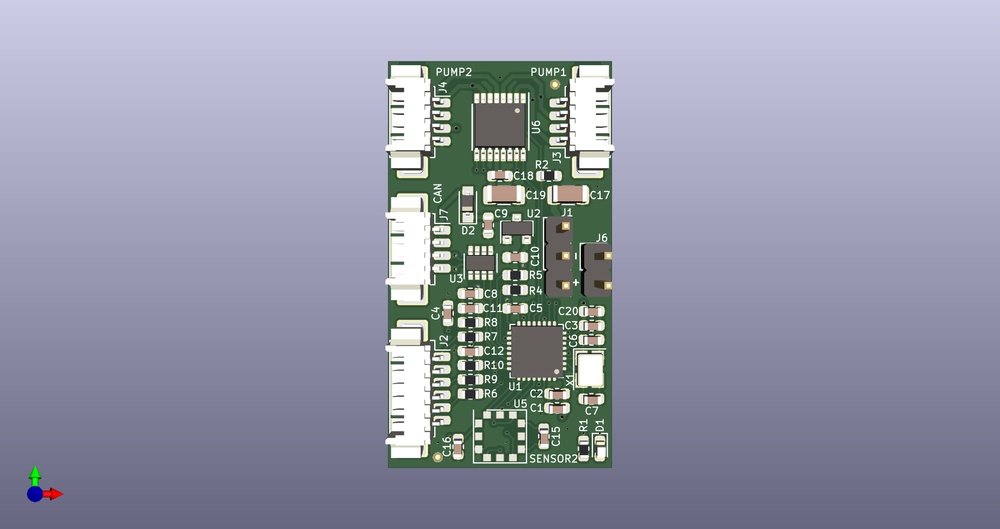 PUMP2
PUMP1
J4
U6
J3
R2
C18
C19
C17
CAN
J7
C9
U2
J1
D2
J6
C10
-
U3
R5
+
C8
R4
C4
C11
C5
C20
R8
C3
R7
C6
J2
C12
R10
R9
X1
U1
R6
C2
U5
C1
C7
C16
C15
R1
D1
SENSOR2